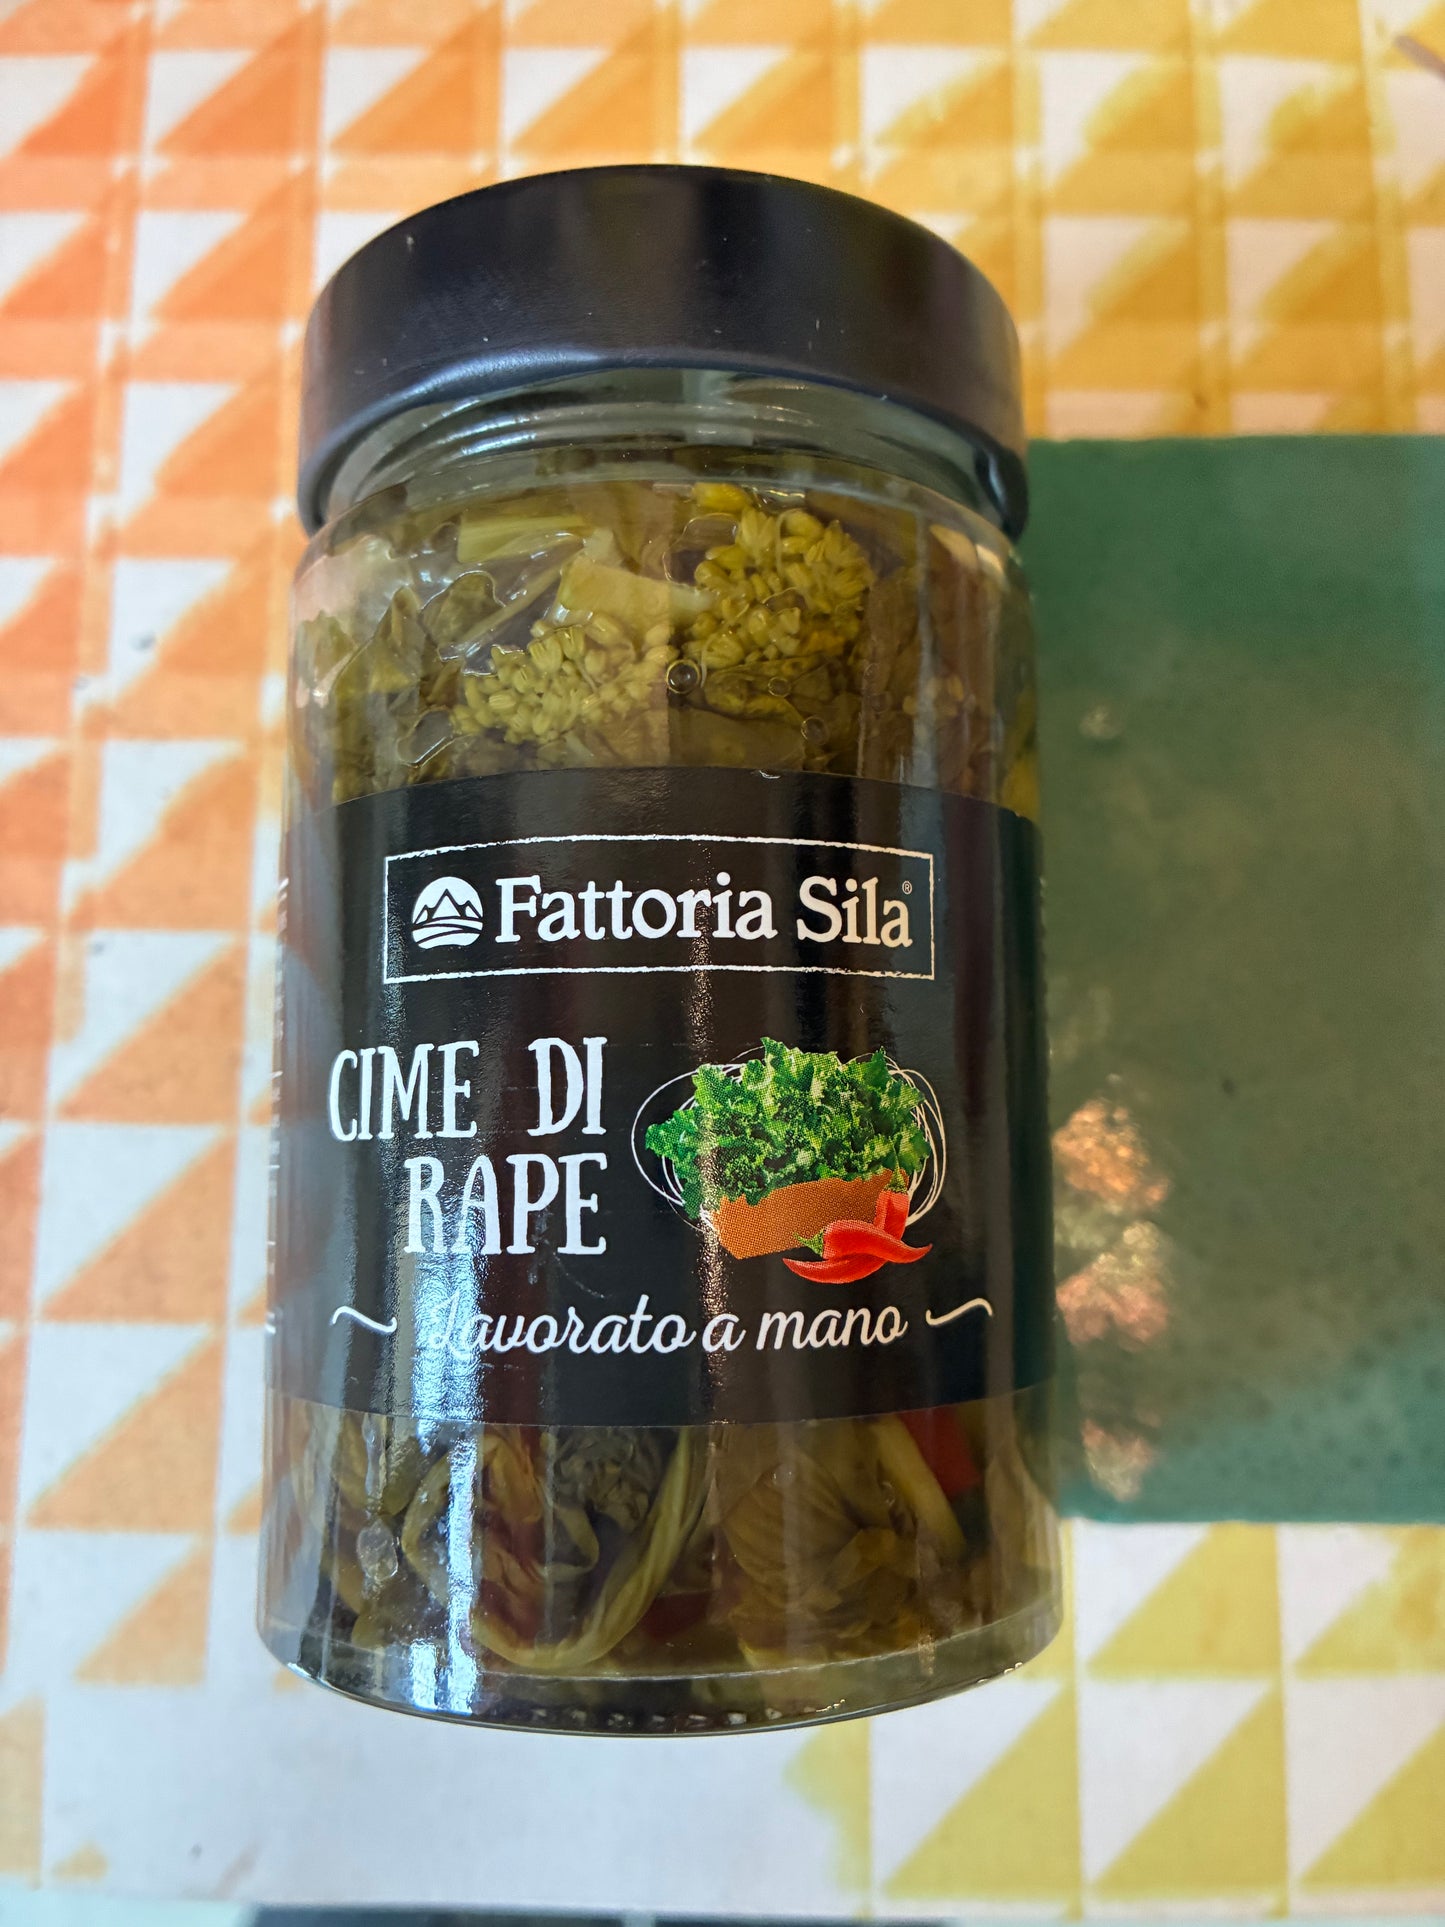 Fattoria Sila®
CIME DI
RAPE
Lavorato a mano